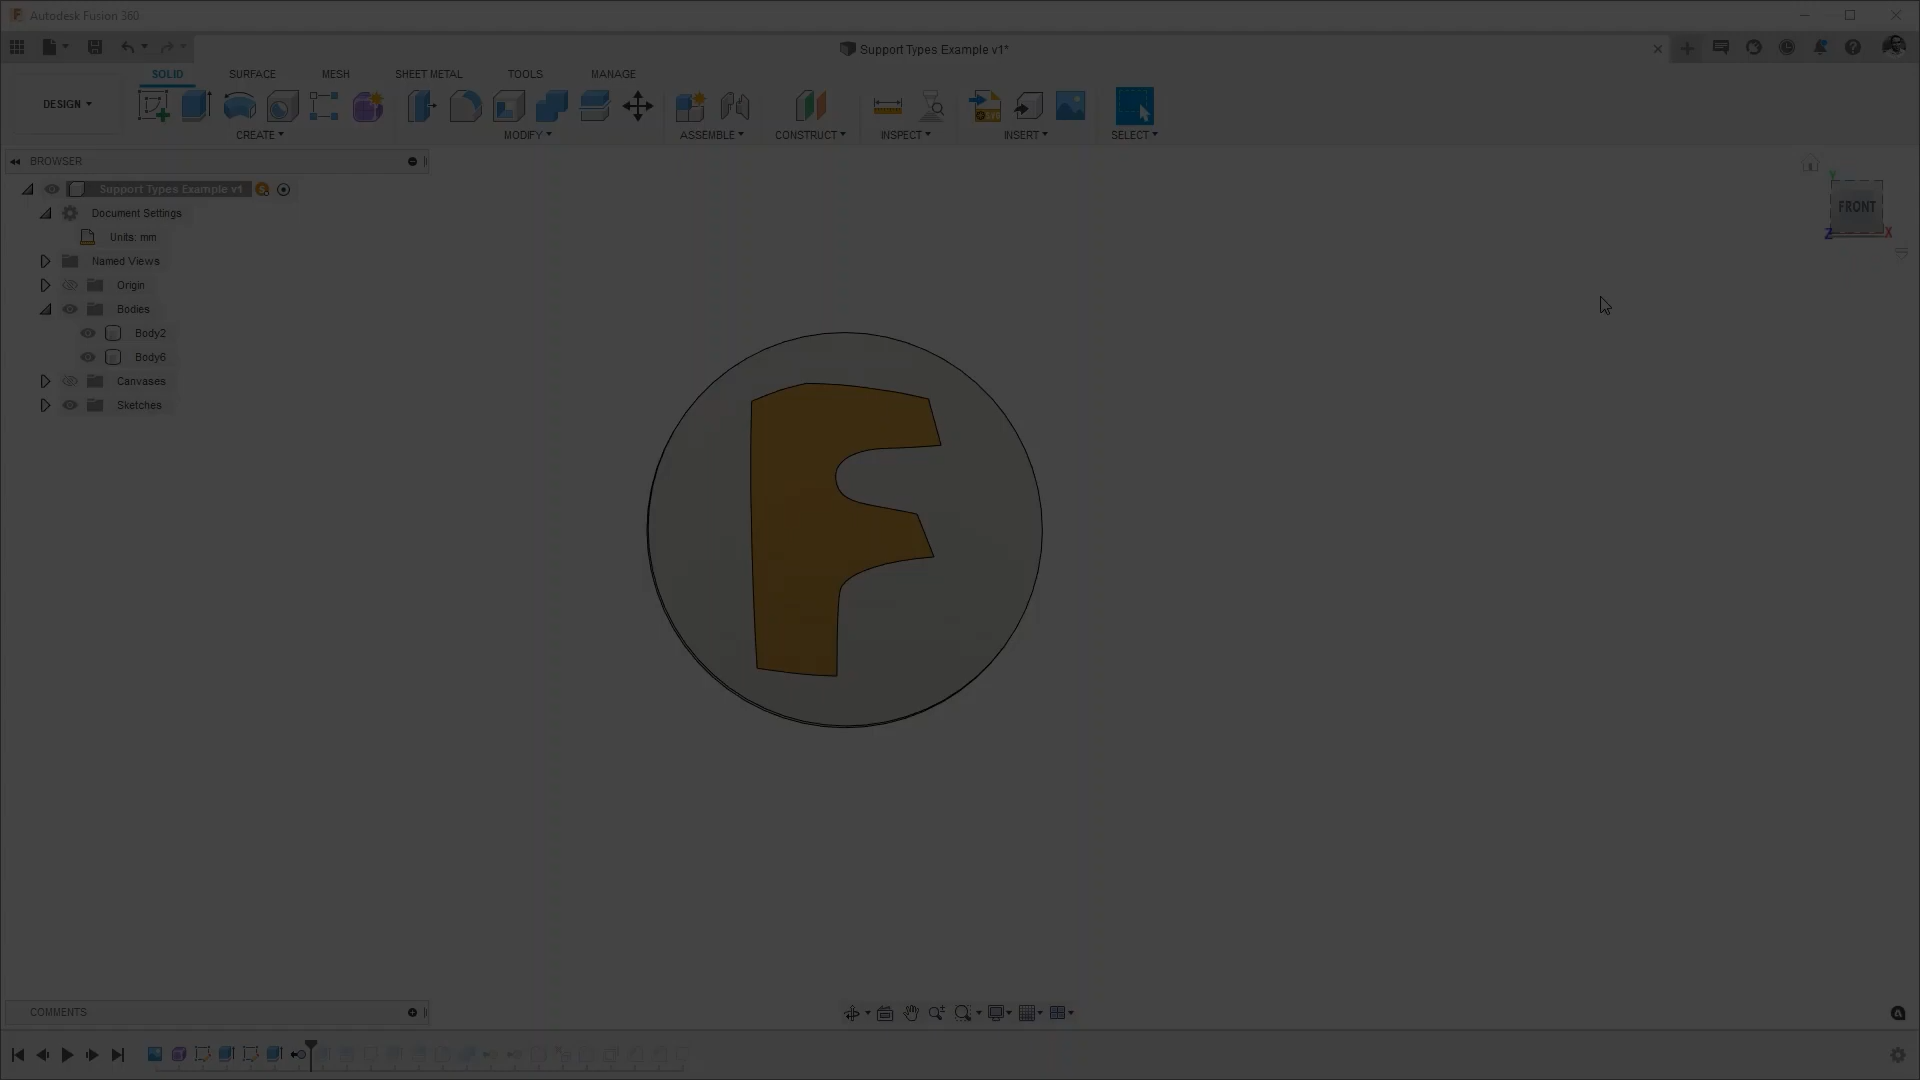 Autodesk Fusion 360
Support Types Example v1*
SOLID SURFACE MESH SHEET METAL TOOLS MANAGE
DESIGN
CREATE MODIFY ASSEMBLE CONSTRUCT INSPECT INSERT SELECT
BROWSER
Support Types Example v1
Document Settings
Units: mm
Named Views
Origin
Bodies
Body2
Body6
Canvases
Sketches
Y
FRONT
Z X
F
COMMENTS